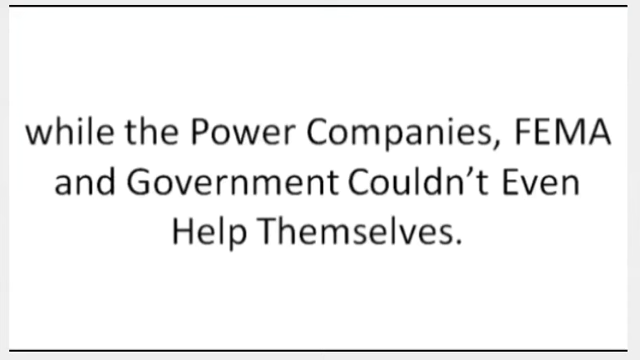 while the Power Companies, FEMA
and Government Couldn’t Even
Help Themselves.